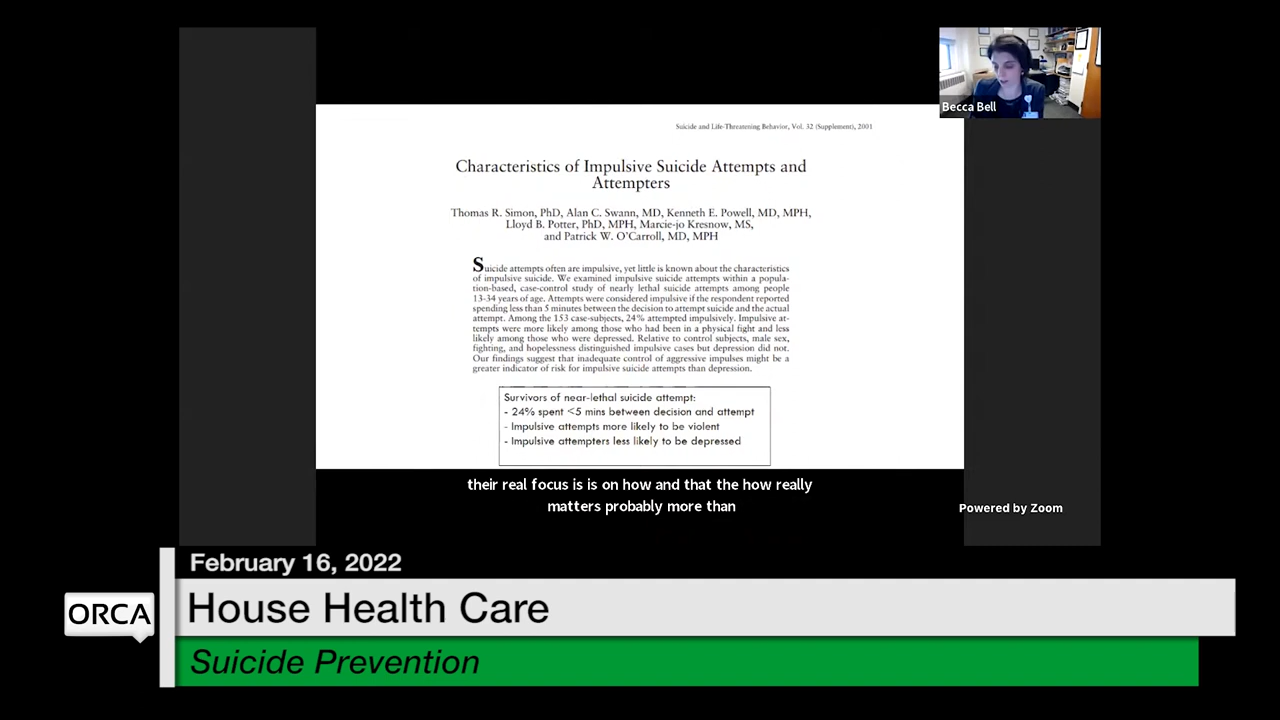 Becca Bell
Suicide and Life-Threatening Behavior, Vol. 32 (Supplement), 2001
Characteristics of Impulsive Suicide Attempts and
Attempters
Thomas R. Simon, PhD, Alan C. Swann, MD, Kenneth E. Powell, MD, MPH,
Lloyd B. Potter, PhD, MPH, Marcie-jo Kresnow, MS,
and Patrick W. O'Carroll, MD, MPH
Suicide attempts often are impulsive, yet little is known about the characteristics
of impulsive suicide. We examined impulsive suicide attempts within a popula-
tion-based, case-control study of nearly lethal suicide attempts among people
13-34 years of age. Attempts were considered impulsive if the respondent reported
spending less than 5 minutes between the decision to attempt suicide and the actual
attempt. Among the 153 case-subjects, 24% attempted impulsively. Impulsive at-
tempts were more likely among those who had been in a physical fight and less
likely among those who were depressed. Relative to control subjects, male sex,
fighting, and hopelessness distinguished impulsive cases but depression did not.
Our findings suggest that inadequate control of aggressive impulses might be a
greater indicator of risk for impulsive suicide attempts than depression.
Survivors of near-lethal suicide attempt:
- 24% spent <5 mins between decision and attempt
- Impulsive attempts more likely to be violent
- Impulsive attempters less likely to be depressed
their real focus is is on how and that the how really
matters probably more than
Powered by Zoom
February 16, 2022
ORCA
House Health Care
Suicide Prevention